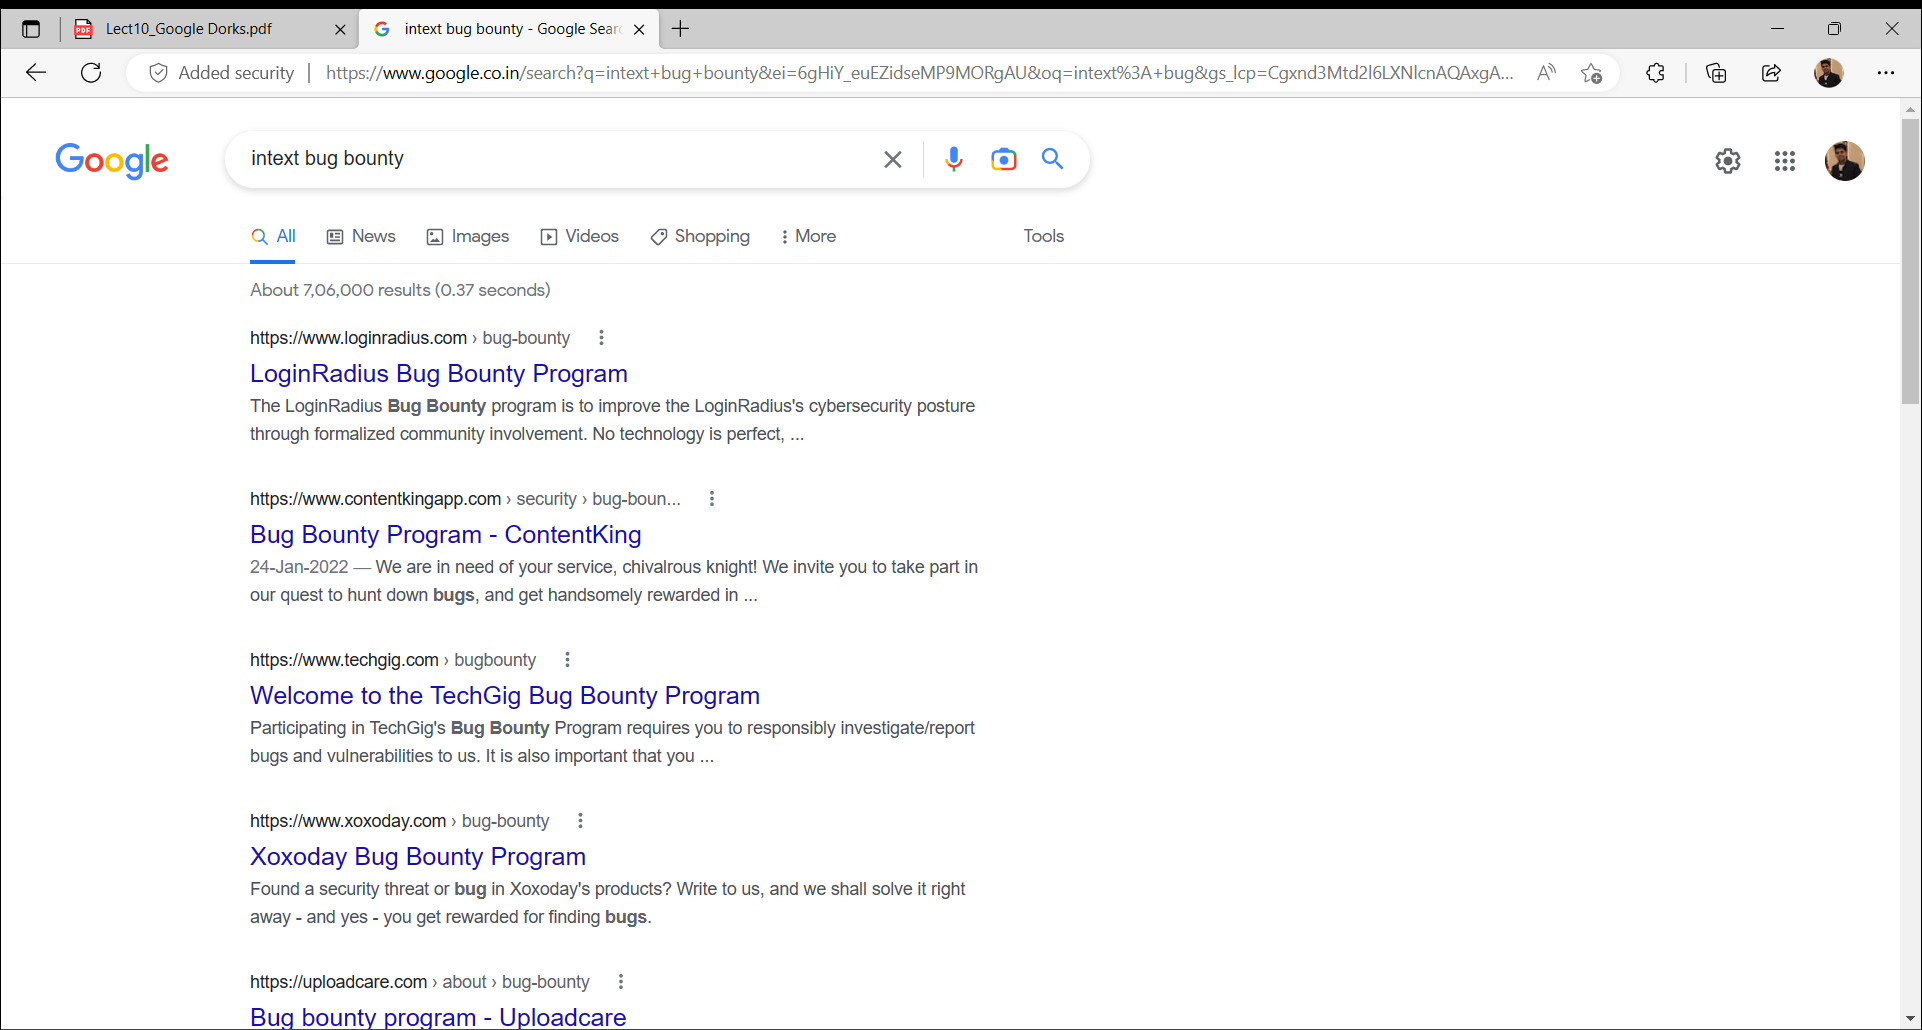 Lect10_Google Dorks.pdf
intext bug bounty - Google Sear
Added security
https://www.google.co.in/search?q=intext+bug+bounty&ei=6gHiY_euEZidseMP9MORgAU&oq=intext%3A+bug&gs_lcp=Cgxnd3Mtd2l6LXNlcnAQAxgA...
Google
intext bug bounty
All
News
Images
Videos
Shopping
More
Tools
About 7,06,000 results (0.37 seconds)
https://www.loginradius.com › bug-bounty
LoginRadius Bug Bounty Program
The LoginRadius Bug Bounty program is to improve the LoginRadius's cybersecurity posture
through formalized community involvement. No technology is perfect, ...
https://www.contentkingapp.com › security › bug-boun...
Bug Bounty Program - ContentKing
24-Jan-2022 — We are in need of your service, chivalrous knight! We invite you to take part in
our quest to hunt down bugs, and get handsomely rewarded in ...
https://www.techgig.com › bugbounty
Welcome to the TechGig Bug Bounty Program
Participating in TechGig's Bug Bounty Program requires you to responsibly investigate/report
bugs and vulnerabilities to us. It is also important that you ...
https://www.xoxoday.com › bug-bounty
Xoxoday Bug Bounty Program
Found a security threat or bug in Xoxoday's products? Write to us, and we shall solve it right
away - and yes - you get rewarded for finding bugs.
https://uploadcare.com › about › bug-bounty
Bug bounty program - Uploadcare